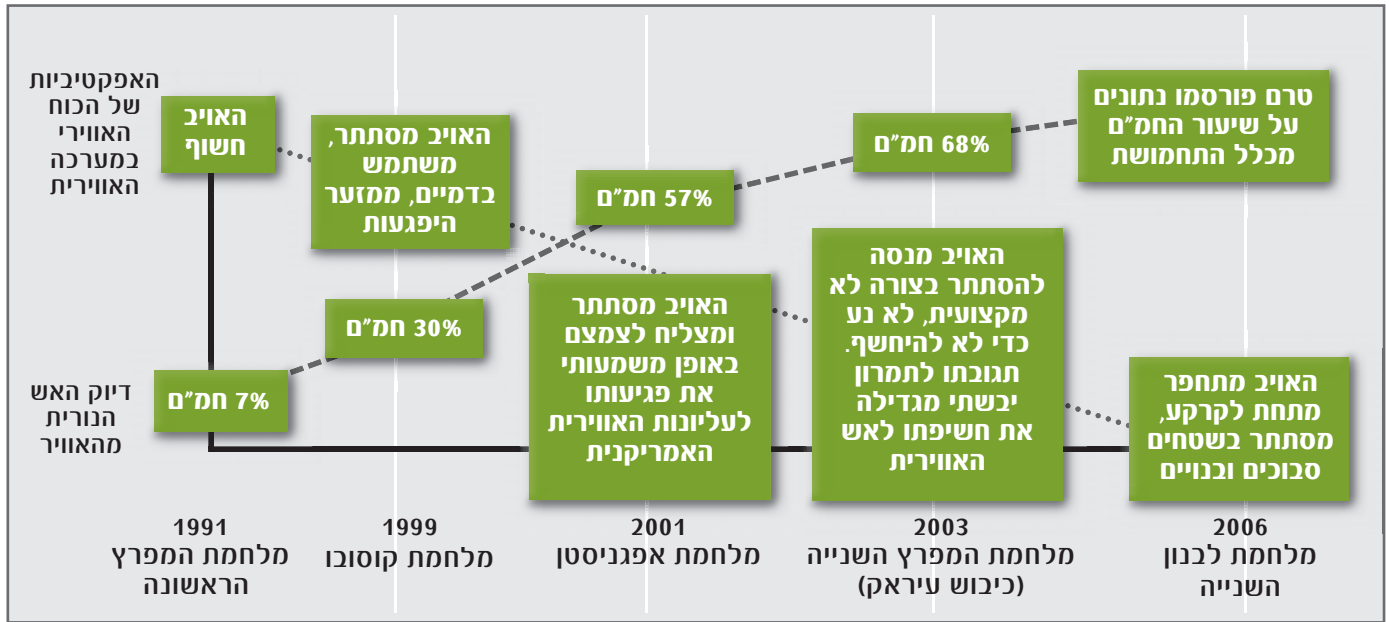 האפקטיביות
של הכוח
האווירי
במערכה
האווירית
האויב
חשוף
האויב מסתתר,
משתמש
בדמיים, ממזער
היפגעות
57% חמ"ם
68% חמ"ם
טרם פורסמו נתונים
על שיעור החמ"ם
מכלל התחמושת
דיוק האש
הנורית
מהאוויר
7% חמ"ם
30% חמ"ם
האויב מסתתר
ומצליח לצמצם
באופן משמעותי
את פגיעותו
לעליונות האווירית
האמריקנית
האויב מנסה
להסתתר בצורה לא
מקצועית, לא נע
כדי לא להיחשף.
תגובתו לתמרון
יבשתי מגדילה
את חשיפתו לאש
האווירית
האויב מתחפר
מתחת לקרקע,
מסתתר בשטחים
סבוכים ובנויים
1991
מלחמת המפרץ
הראשונה
1999
מלחמת קוסובו
2001
מלחמת אפגניסטן
2003
מלחמת המפרץ השנייה
(כיבוש עיראק)
2006
מלחמת לבנון
השנייה